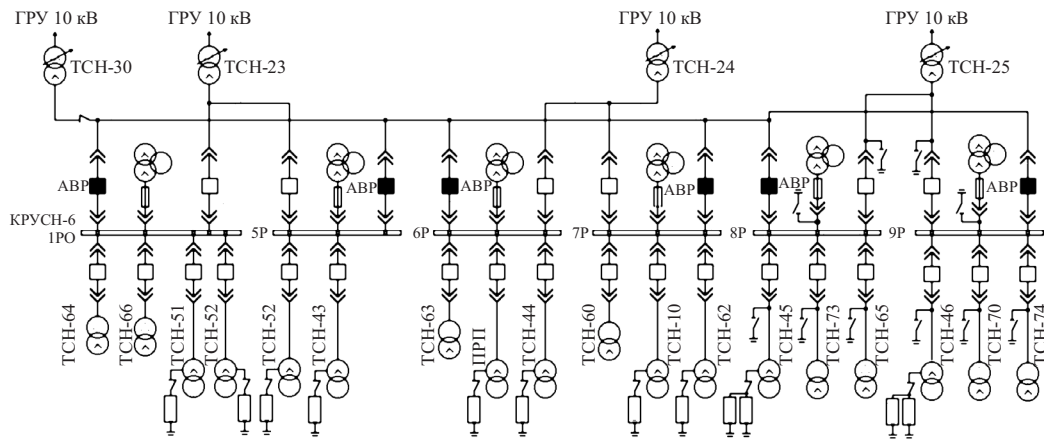 ГРУ 10 кВ
ГРУ 10 кВ
ГРУ 10 кВ
ГРУ 10 кВ
ТСН-30
ТСН-23
ТСН-24
ТСН-25
АВР
АВР
АВР
АВР
АВР
АВР
КРУСН-6
1РО
5Р
6Р
7Р
8Р
9Р
ТСН-64
ТСН-66
ТСН-51
ТСН-52
ТСН-52
ТСН-43
ТСН-63
ПРП
ТСН-44
ТСН-60
ТСН-10
ТСН-62
ТСН-45
ТСН-73
ТСН-65
ТСН-46
ТСН-70
ТСН-74